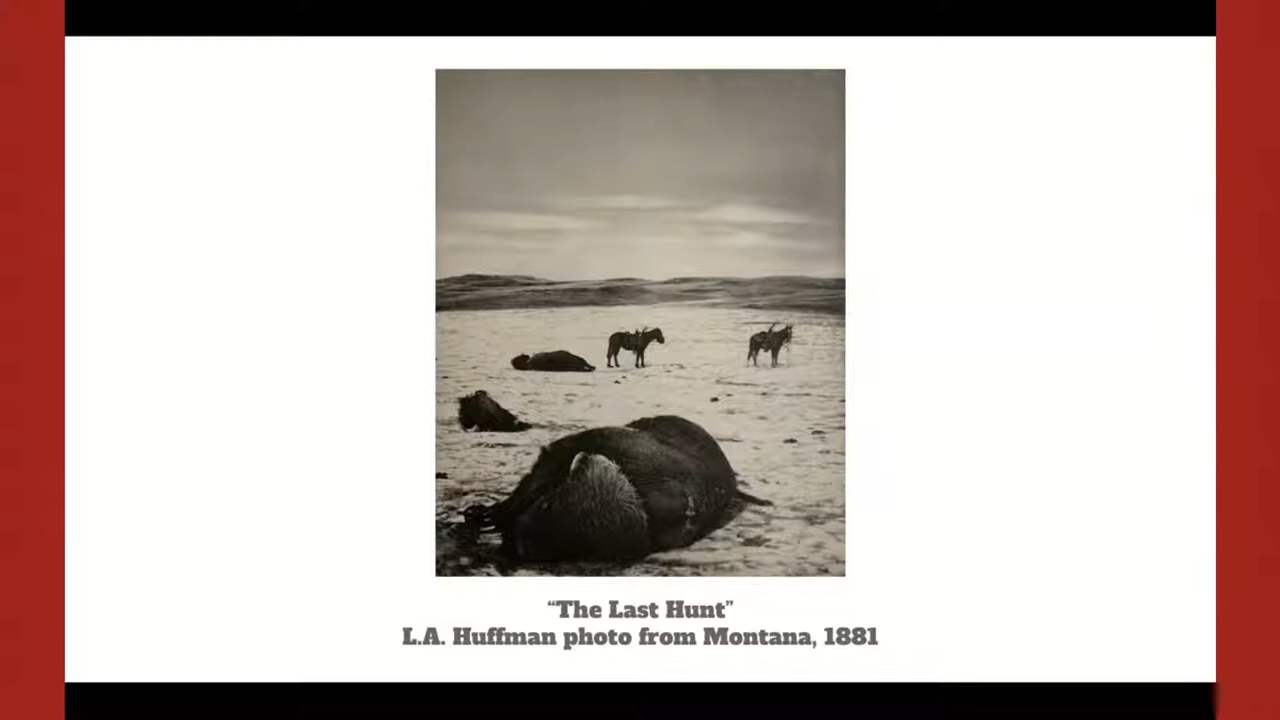 “The Last Hunt”
L.A. Huffman photo from Montana, 1881